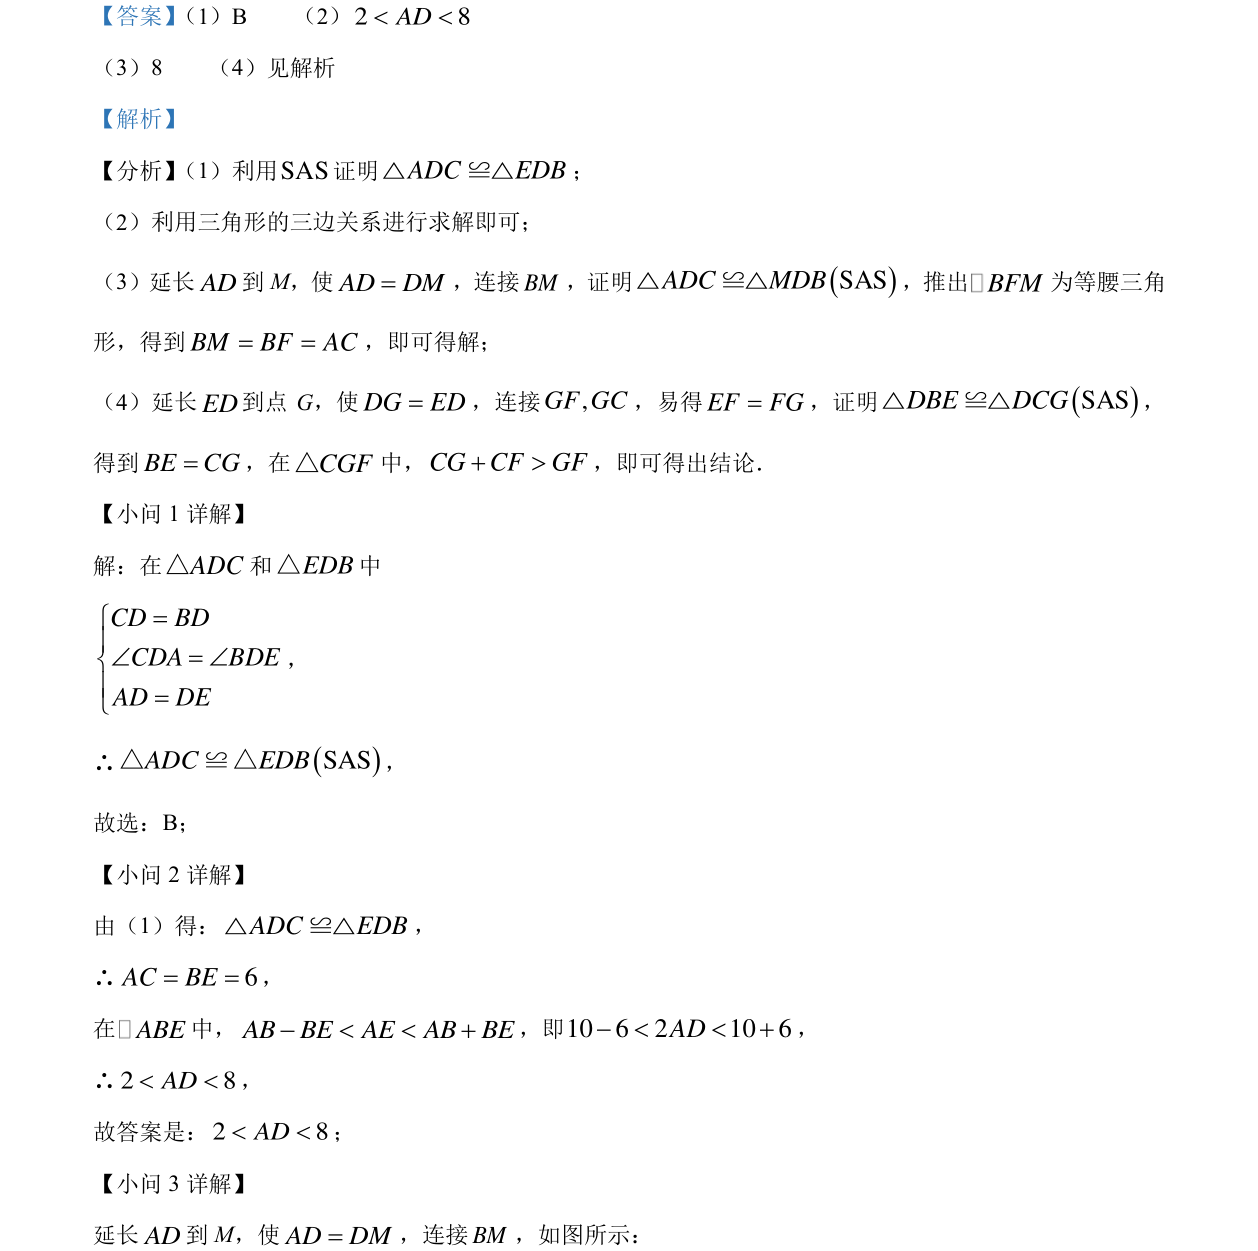 【答案】（1）B （2）2 < AD < 8
（3）8 （4）见解析
【解析】
【分析】（1）利用SAS证明△ADC≌△EDB；
（2）利用三角形的三边关系进行求解即可；
（3）延长AD到M，使AD = DM，连接BM，证明△ADC≌△MDB(SAS)，推出□BFM为等腰三角
形，得到BM = BF = AC，即可得解；
（4）延长ED到点G，使DG = ED，连接GF,GC，易得EF = FG，证明△DBE≌△DCG(SAS)，
得到BE = CG，在△CGF中，CG + CF > GF，即可得出结论．
【小问1详解】
解：在△ADC和△EDB中
CD = BD
∠CDA = ∠BDE，
AD = DE
∴△ADC≌△EDB(SAS)，
故选：B；
【小问2详解】
由（1）得：△ADC≌△EDB，
∴AC = BE = 6，
在□ABE中，AB − BE < AE < AB + BE，即10 − 6 < 2AD < 10 + 6，
∴2 < AD < 8，
故答案是：2 < AD < 8；
【小问3详解】
延长AD到M，使AD = DM，连接BM，如图所示：